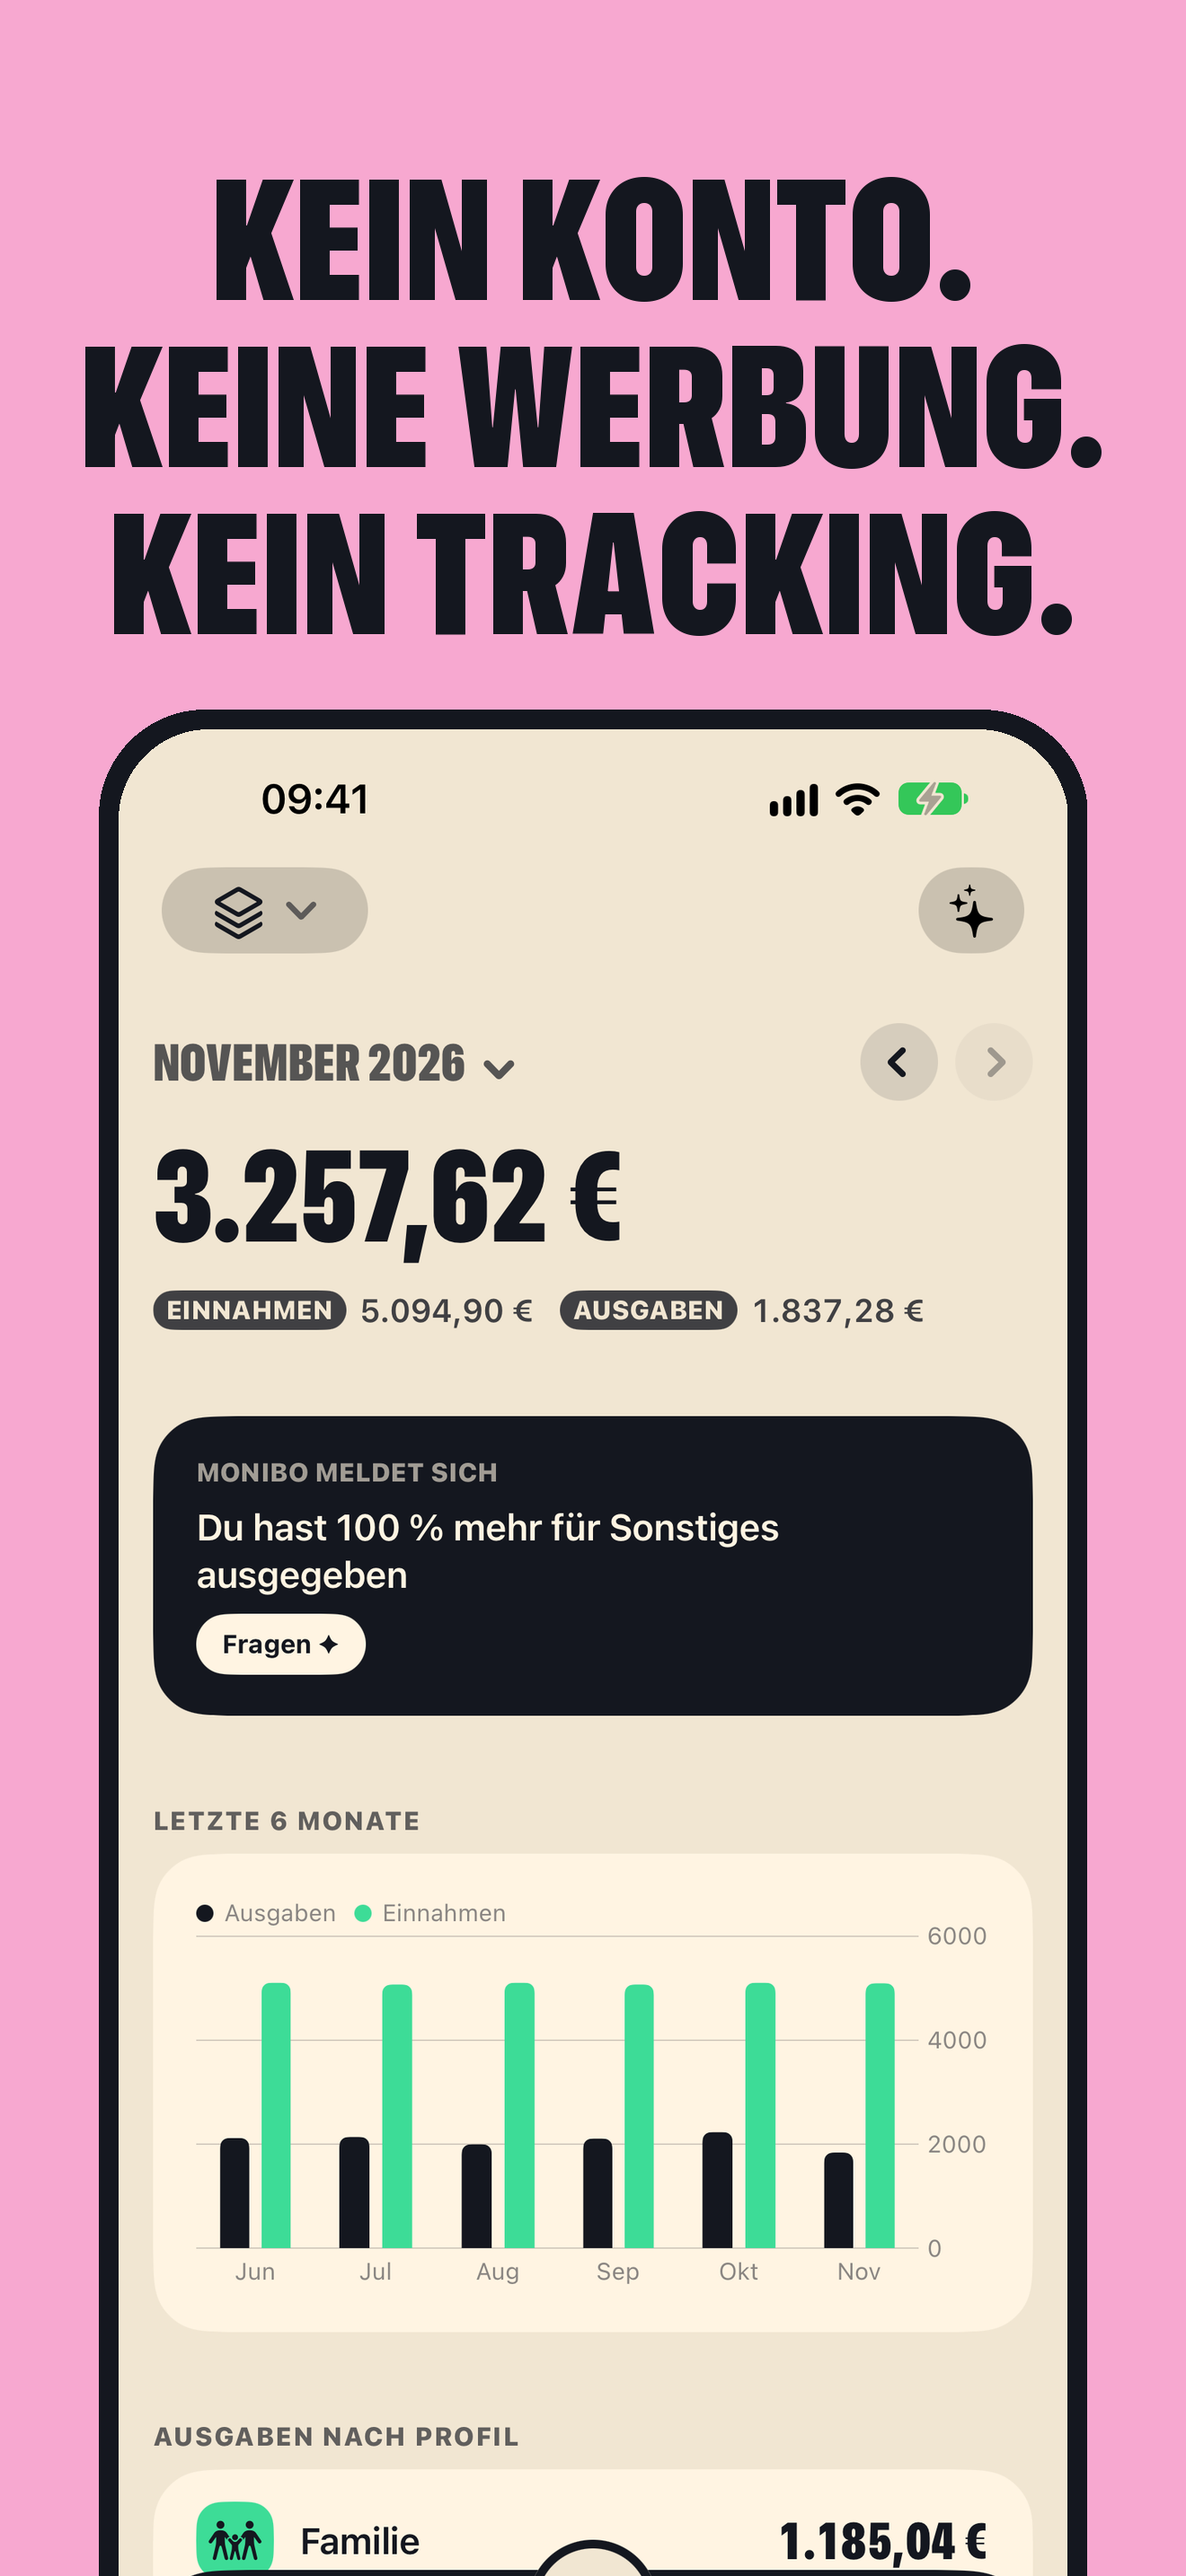 KEIN KONTO.
KEINE WERBUNG.
KEIN TRACKING.
09:41
NOVEMBER 2026
3.257,62 €
EINNAHMEN 5.094,90 € AUSGABEN 1.837,28 €
MONIBO MELDET SICH
Du hast 100 % mehr für Sonstiges
ausgegeben
Fragen ✦
LETZTE 6 MONATE
Ausgaben Einnahmen
6000
4000
2000
0
Jun Jul Aug Sep Okt Nov
AUSGABEN NACH PROFIL
Familie 1.185,04 €